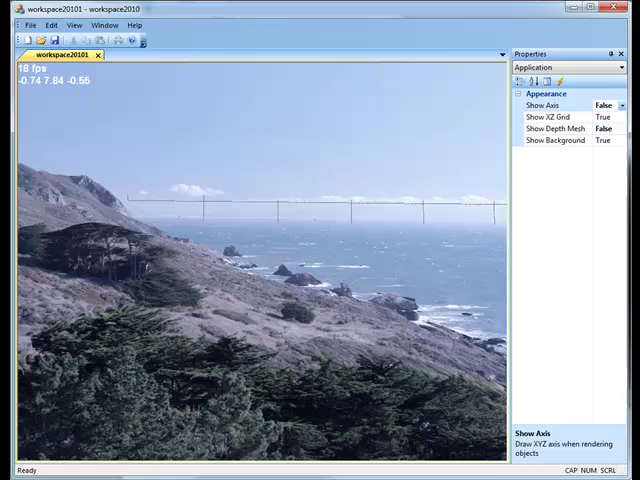 workspace20101 - workspace2010
File Edit View Window Help
workspace20101
18 fps
-0.74 7.84 -0.55
Properties
Application
Appearance
Show Axis False
Show XZ Grid True
Show Depth Mesh False
Show Background True
Show Axis
Draw XYZ axis when rendering
objects
Ready
CAP NUM SCRL